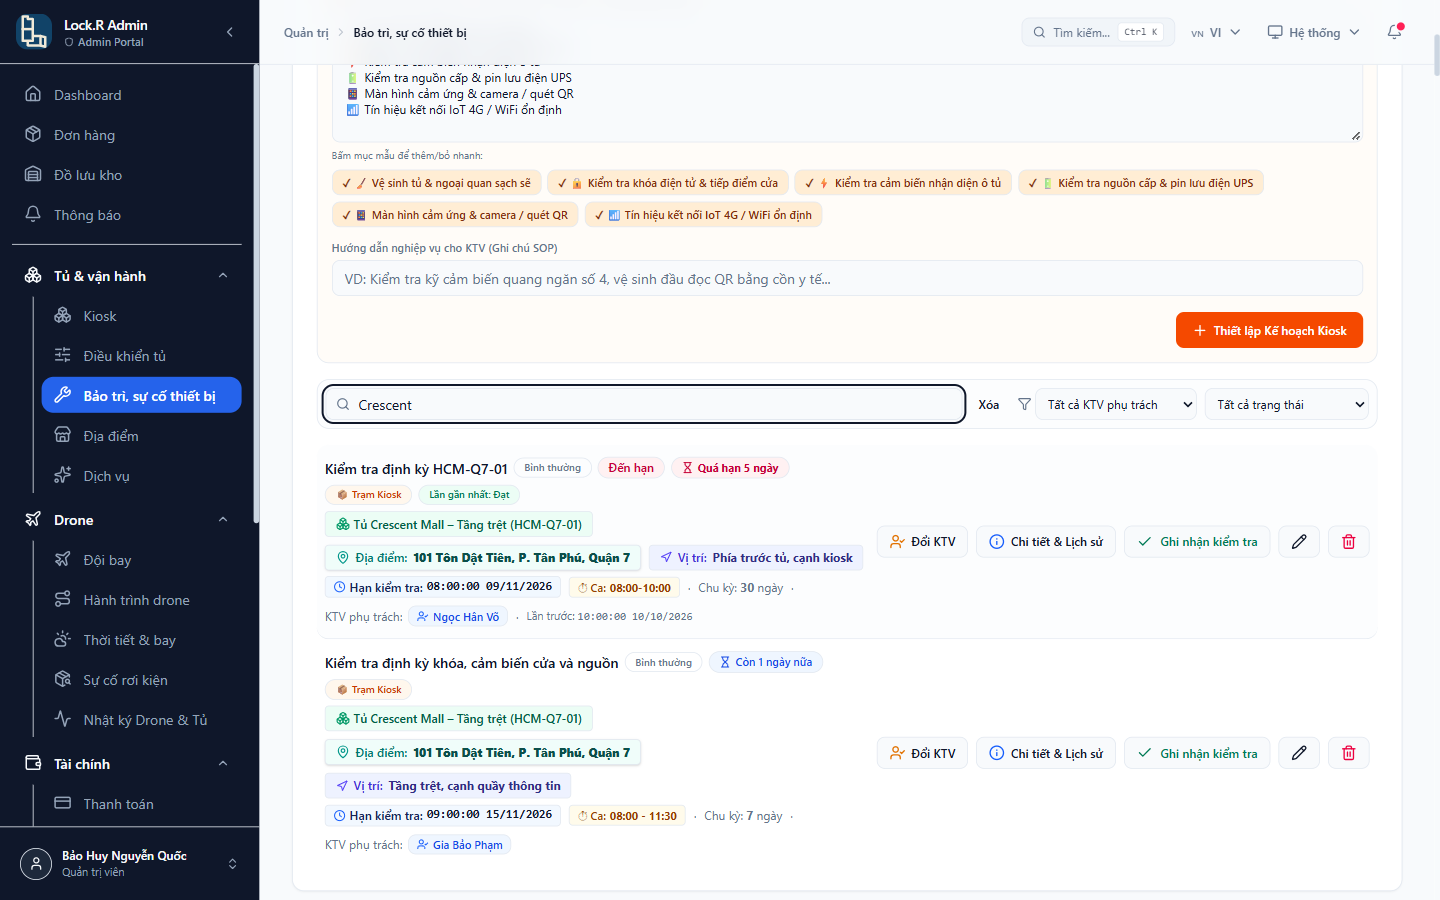 Lock.R Admin
Admin Portal
Dashboard
Đơn hàng
Đồ lưu kho
Thông báo
Tủ & vận hành
Kiosk
Điều khiển tủ
Bảo trì, sự cố thiết bị
Địa điểm
Dịch vụ
Drone
Đội bay
Hành trình drone
Thời tiết & bay
Sự cố rơi kiện
Nhật ký Drone & Tủ
Tài chính
Thanh toán
Bảo Huy Nguyễn Quốc
Quản trị viên
Quản trị
Bảo trì, sự cố thiết bị
Tìm kiếm...
Ctrl K
VN VI
Hệ thống
Kiểm tra nguồn cấp & pin lưu điện UPS
Màn hình cảm ứng & camera / quét QR
Tín hiệu kết nối IoT 4G / WiFi ổn định
Bấm mục mẫu để thêm/bỏ nhanh:
✓ Vệ sinh tủ & ngoại quan sạch sẽ
✓ Kiểm tra khóa điện tử & tiếp điểm cửa
✓ Kiểm tra cảm biến nhận diện ô tủ
✓ Kiểm tra nguồn cấp & pin lưu điện UPS
✓ Màn hình cảm ứng & camera / quét QR
✓ Tín hiệu kết nối IoT 4G / WiFi ổn định
Hướng dẫn nghiệp vụ cho KTV (Ghi chú SOP)
VD: Kiểm tra kỹ cảm biến quang ngăn số 4, vệ sinh đầu đọc QR bằng cồn y tế...
Thiết lập Kế hoạch Kiosk
Crescent
Xóa
Tất cả KTV phụ trách
Tất cả trạng thái
Kiểm tra định kỳ HCM-Q7-01
Bình thường
Đến hạn
Quá hạn 5 ngày
Trạm Kiosk
Lần gần nhất: Đạt
Tủ Crescent Mall – Tầng trệt (HCM-Q7-01)
Địa điểm: 101 Tôn Dật Tiên, P. Tân Phú, Quận 7
Vị trí: Phía trước tủ, cạnh kiosk
Hạn kiểm tra: 08:00:00 09/11/2026
Ca: 08:00-10:00
· Chu kỳ: 30 ngày ·
KTV phụ trách: Ngọc Hân Võ
· Lần trước: 10:00:00 10/10/2026
Đổi KTV
Chi tiết & Lịch sử
Ghi nhận kiểm tra
Kiểm tra định kỳ khóa, cảm biến cửa và nguồn
Bình thường
Còn 1 ngày nữa
Trạm Kiosk
Tủ Crescent Mall – Tầng trệt (HCM-Q7-01)
Địa điểm: 101 Tôn Dật Tiên, P. Tân Phú, Quận 7
Vị trí: Tầng trệt, cạnh quầy thông tin
Hạn kiểm tra: 09:00:00 15/11/2026
Ca: 08:00 - 11:30
· Chu kỳ: 7 ngày ·
KTV phụ trách: Gia Bảo Phạm
Đổi KTV
Chi tiết & Lịch sử
Ghi nhận kiểm tra